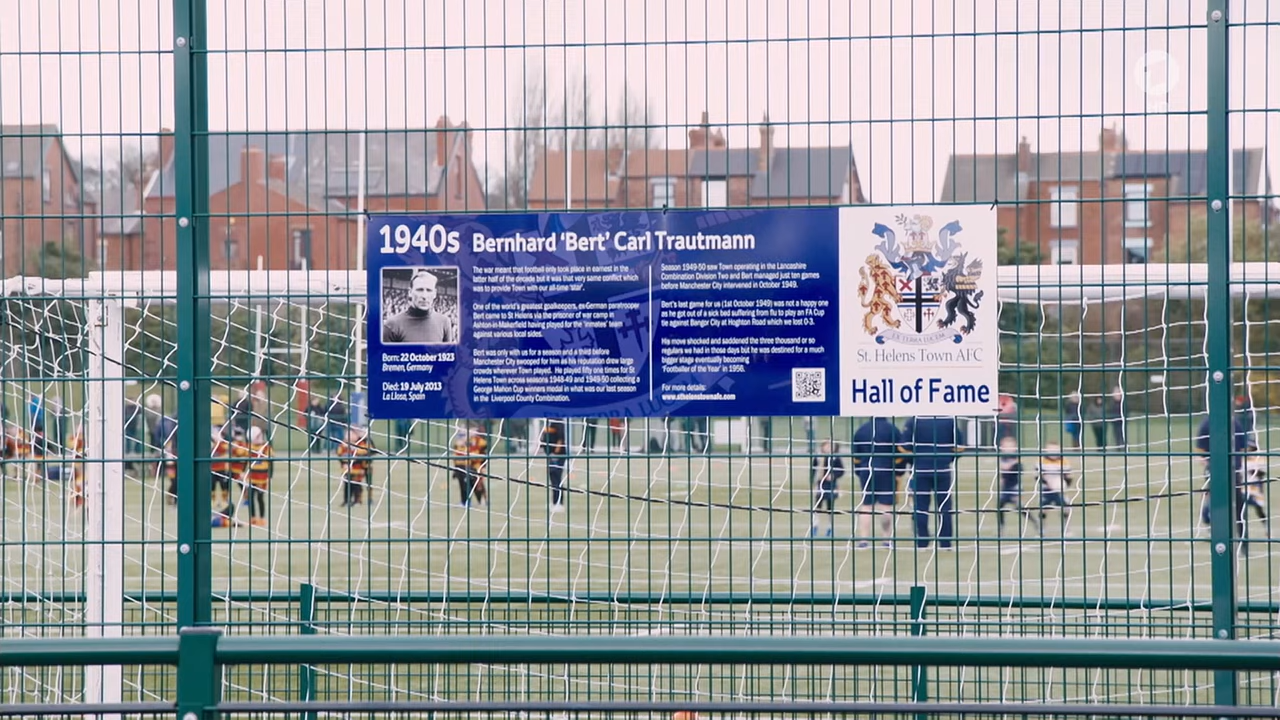 1940s Bernhard 'Bert' Carl Trautmann
The war meant that football only took place in earnest in the
latter half of the decade but it was that very same conflict which
was to provide Town with our all-time 'star'.
One of the world's greatest goalkeepers, ex-German paratrooper
Bert came to St Helens via the prisoner of war camp in
Ashton-in-Makerfield having played for the 'inmates' team
against various local sides.
Bert was only with us for a season and a third before
Manchester City swooped for him as his reputation drew large
crowds wherever Town played. He played fifty one times for St
Helens Town across seasons 1948-49 and 1949-50 collecting a
George Mahon Cup winners medal in what was our last season
in the Liverpool County Combination.
Born: 22 October 1923
Bremen, Germany
Died: 19 July 2013
La Llosa, Spain
Season 1949-50 saw Town operating in the Lancashire
Combination Division Two and Bert managed just ten games
before Manchester City intervened in October 1949.
Bert's last game for us (1st October 1949) was not a happy one
as he got out of a sick bed suffering from flu to play an FA Cup
tie against Bangor City at Hoghton Road which we lost 0-3.
His move shocked and saddened the three thousand or so
regulars we had in those days but he was destined for a much
bigger stage eventually becoming
'Footballer of the Year' in 1956.
For more details:
www.sthelenstownafc.com
EX TERRA LUCEM
St. Helens Town AFC
Hall of Fame
HD